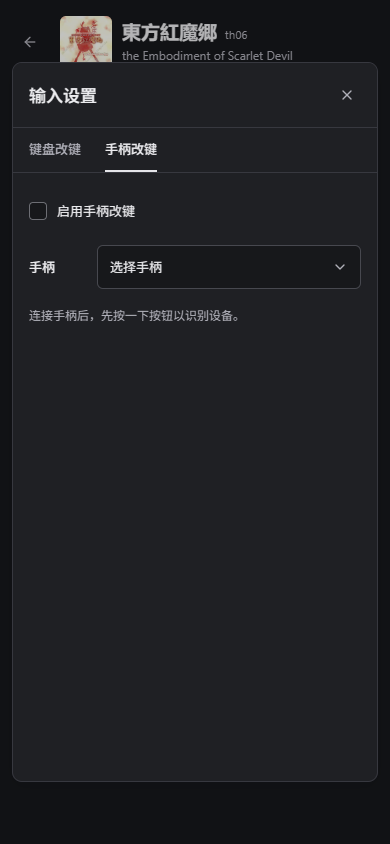 東方紅魔郷 th06
the Embodiment of Scarlet Devil
输入设置
键盘改键 手柄改键
启用手柄改键
手柄 选择手柄
连接手柄后，先按一下按钮以识别设备。